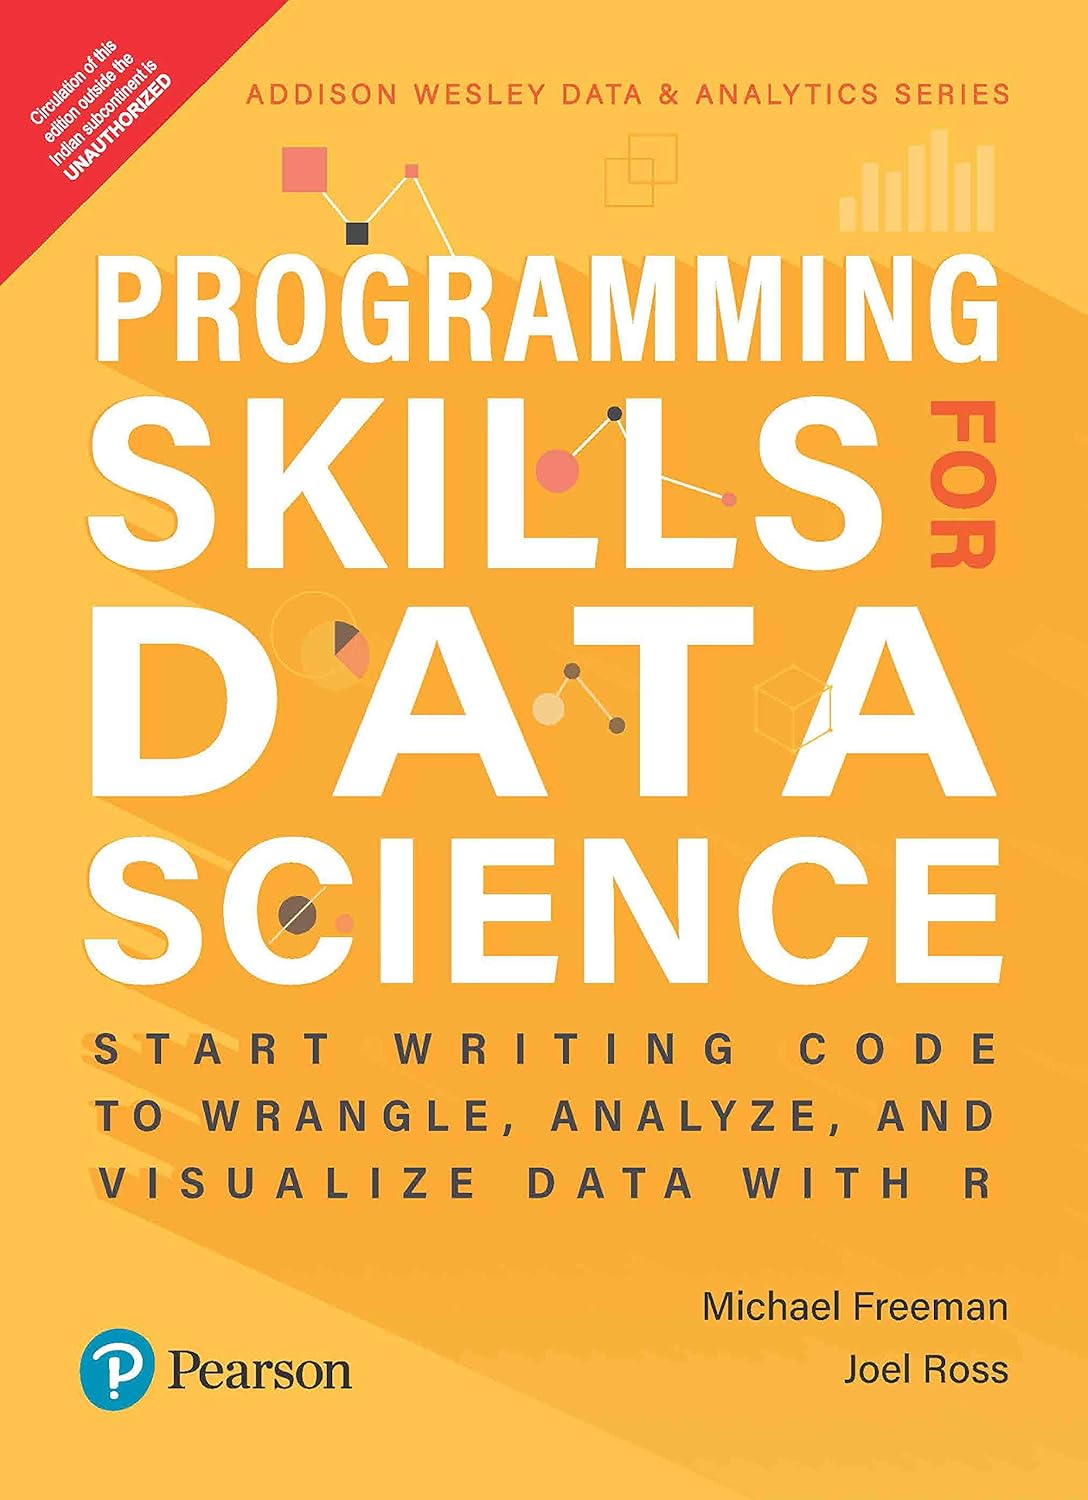 Circulation of this
edition outside the
Indian subcontinent is
UNAUTHORIZED
ADDISON WESLEY DATA & ANALYTICS SERIES
PROGRAMMING
SKILLS FOR
DATA
SCIENCE
START WRITING CODE
TO WRANGLE, ANALYZE, AND
VISUALIZE DATA WITH R
Michael Freeman
Joel Ross
Pearson